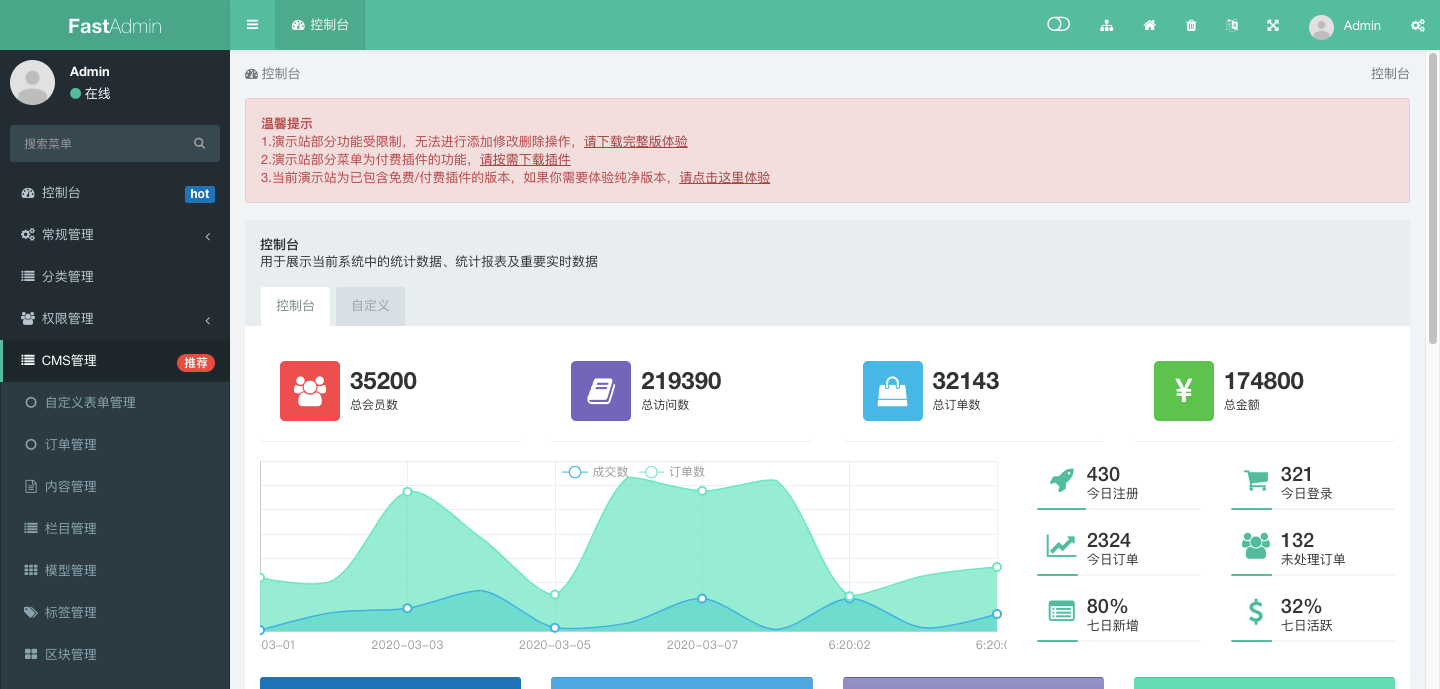 FastAdmin
控制台
Admin
Admin
在线
搜索菜单
控制台
hot
常规管理
分类管理
权限管理
CMS管理
推荐
自定义表单管理
订单管理
内容管理
栏目管理
模型管理
标签管理
区块管理
控制台
控制台
温馨提示
1.演示站部分功能受限制，无法进行添加修改删除操作，请下载完整版体验
2.演示站部分菜单为付费插件的功能，请按需下载插件
3.当前演示站为已包含免费/付费插件的版本，如果你需要体验纯净版本，请点击这里体验
控制台
用于展示当前系统中的统计数据、统计报表及重要实时数据
控制台
自定义
35200
总会员数
219390
总访问数
32143
总订单数
¥
174800
总金额
成交数
订单数
03-01
2020-03-03
2020-03-05
2020-03-07
6:20:02
6:20:0
430
今日注册
321
今日登录
2324
今日订单
132
未处理订单
80%
七日新增
$
32%
七日活跃